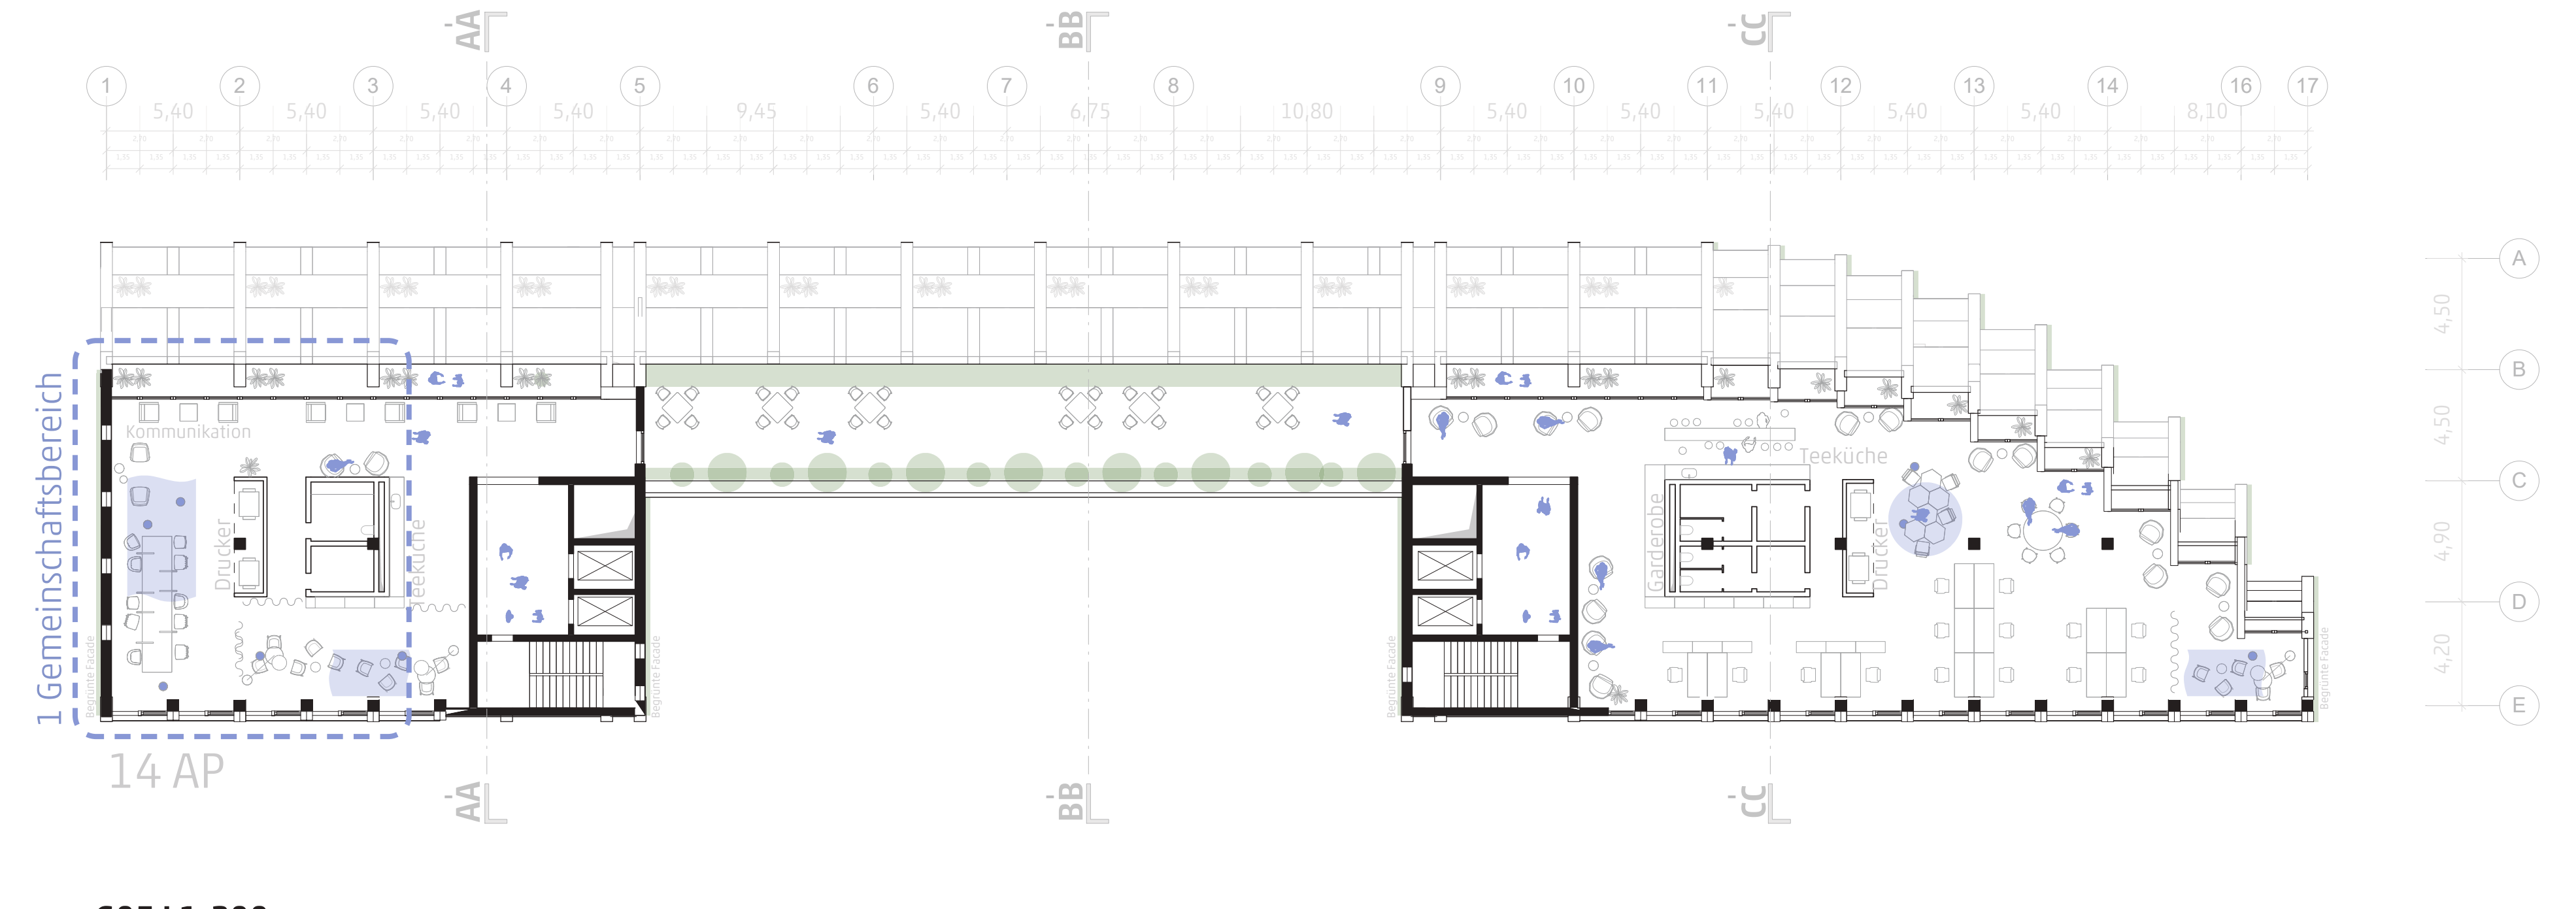 -AA
-BB
-CC
1 2 3 4 5 6 7 8 9 10 11 12 13 14 16 17
5,40 5,40 5,40 5,40 9,45 5,40 6,75 10,80 5,40 5,40 5,40 5,40 5,40 8,10
A
4,50
B
4,50
C
4,90
D
4,20
E
1 Gemeinschaftsbereich
Kommunikation
Drucker
Teeküche
Begrünte Facade
Begrünte Facade
Begrünte Facade
Garderobe
Teeküche
Drucker
Begrünte Facade
14 AP
-AA
-BB
-CC